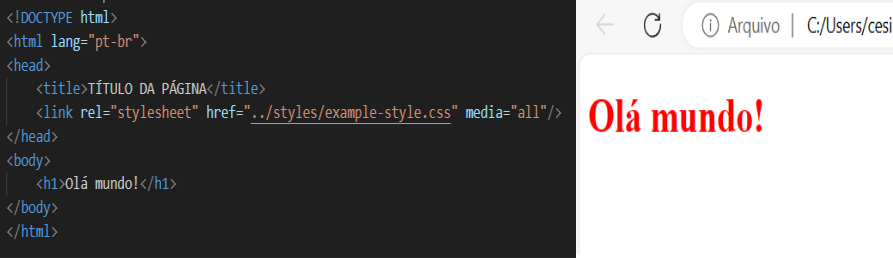 <!DOCTYPE html>
<html lang="pt-br">
<head>
<title>TÍTULO DA PÁGINA</title>
<link rel="stylesheet" href="../styles/example-style.css" media="all"/>
</head>
<body>
<h1>Olá mundo!</h1>
</body>
</html>
Arquivo | C:/Users/cesi
Olá mundo!